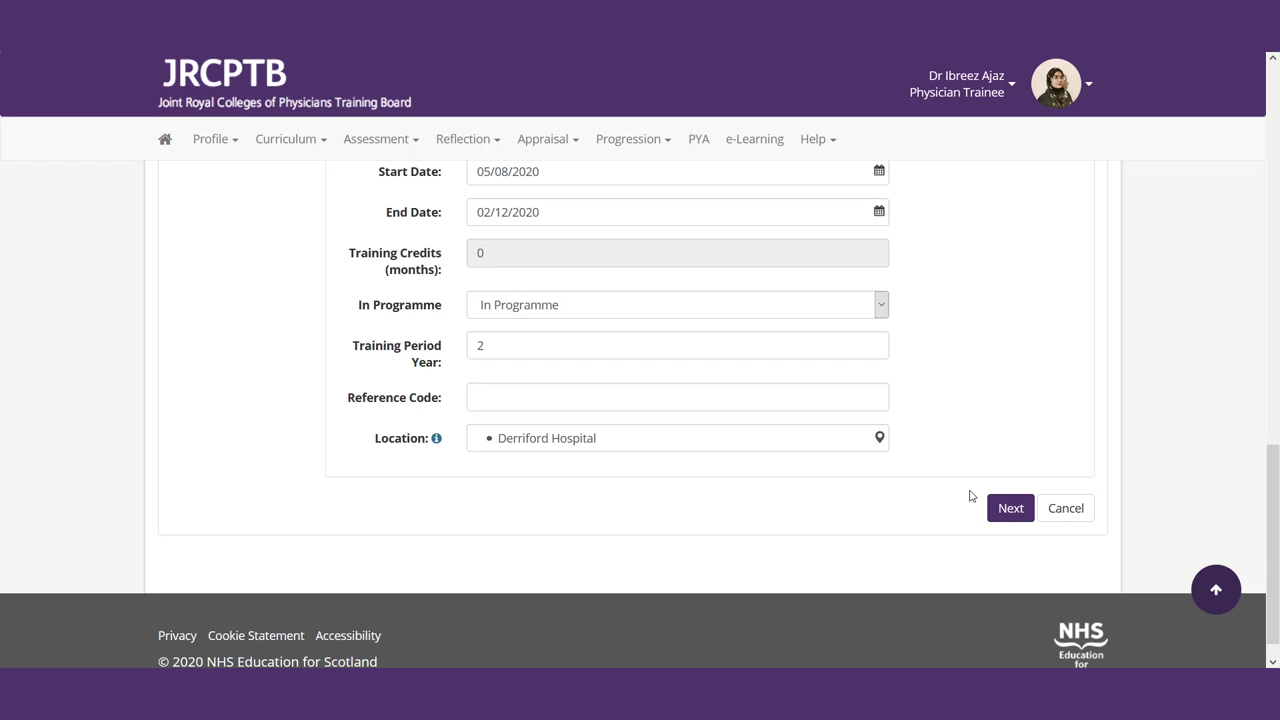 JRCPTB
Joint Royal Colleges of Physicians Training Board
Dr Ibreez Ajaz
Physician Trainee
Profile Curriculum Assessment Reflection Appraisal Progression PYA e-Learning Help
Start Date: 05/08/2020
End Date: 02/12/2020
Training Credits
(months): 0
In Programme In Programme
Training Period
Year: 2
Reference Code:
Location: Derriford Hospital
Next Cancel
Privacy Cookie Statement Accessibility
© 2020 NHS Education for Scotland
NHS
Education
for